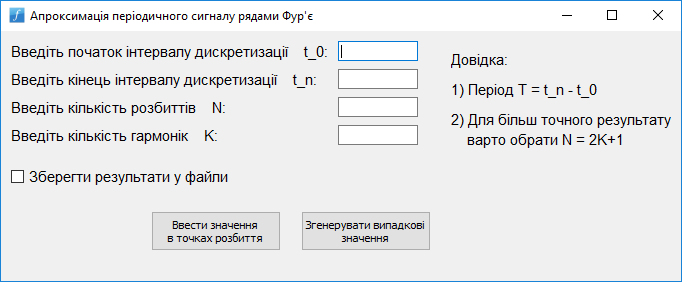 Апроксимація періодичного сигналу рядами Фур'є
Введіть початок інтервалу дискретизації t_0:
Введіть кінець інтервалу дискретизації t_n:
Введіть кількість розбиттів N:
Введіть кількість гармонік K:
Зберегти результати у файли
Ввести значення
в точках розбиття
Згенерувати випадкові
значення
Довідка:
1) Період T = t_n - t_0
2) Для більш точного результату
варто обрати N = 2K+1